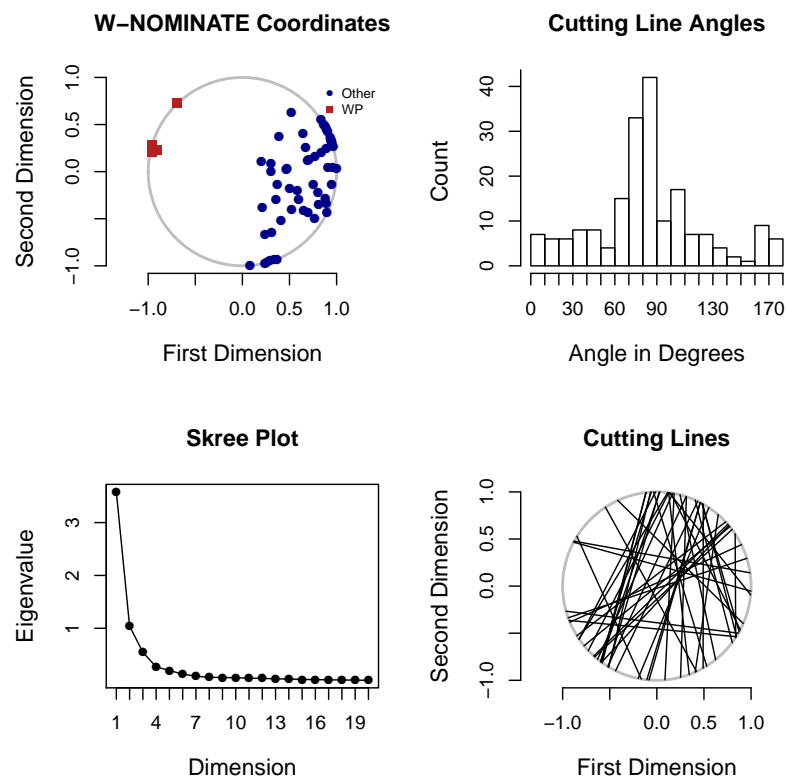 W−NOMINATE Coordinates
Second Dimension
1.0
0.5
0.0
−1.0
Other
WP
−1.0
0.0
0.5
1.0
First Dimension
Cutting Line Angles
Count
40
30
20
10
0
0
30
60
90
130
170
Angle in Degrees
Skree Plot
Eigenvalue
3
2
1
1
4
7
10
13
16
19
Dimension
Cutting Lines
Second Dimension
1.0
0.5
0.0
−1.0
−1.0
0.0
0.5
1.0
First Dimension